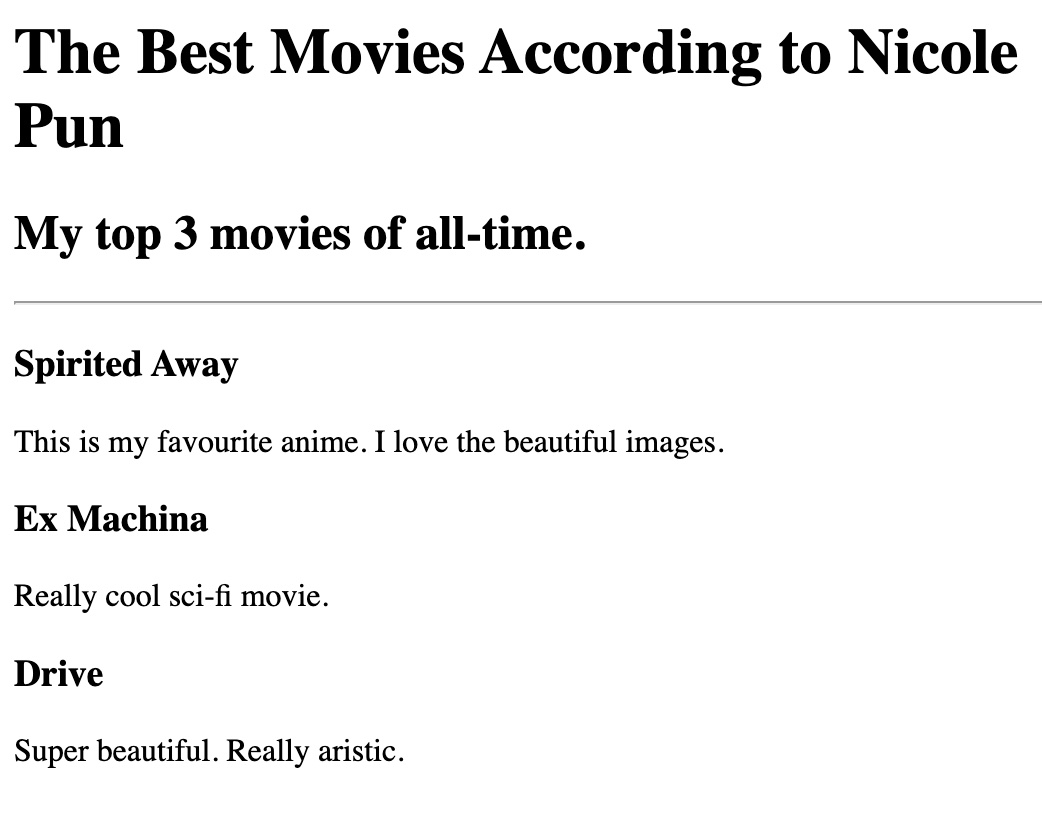 The Best Movies According to Nicole
Pun
My top 3 movies of all-time.
Spirited Away
This is my favourite anime. I love the beautiful images.
Ex Machina
Really cool sci-fi movie.
Drive
Super beautiful. Really aristic.